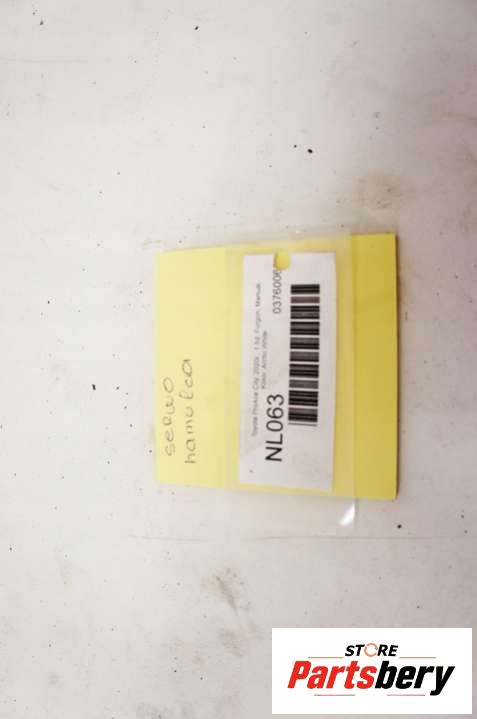 serwo
hamulca
Toyota ProAce City, 2020r., 1.5d, Furgon, Manual,
Kolor: Arctic White
NL063
0376006
STORE
Partsbery